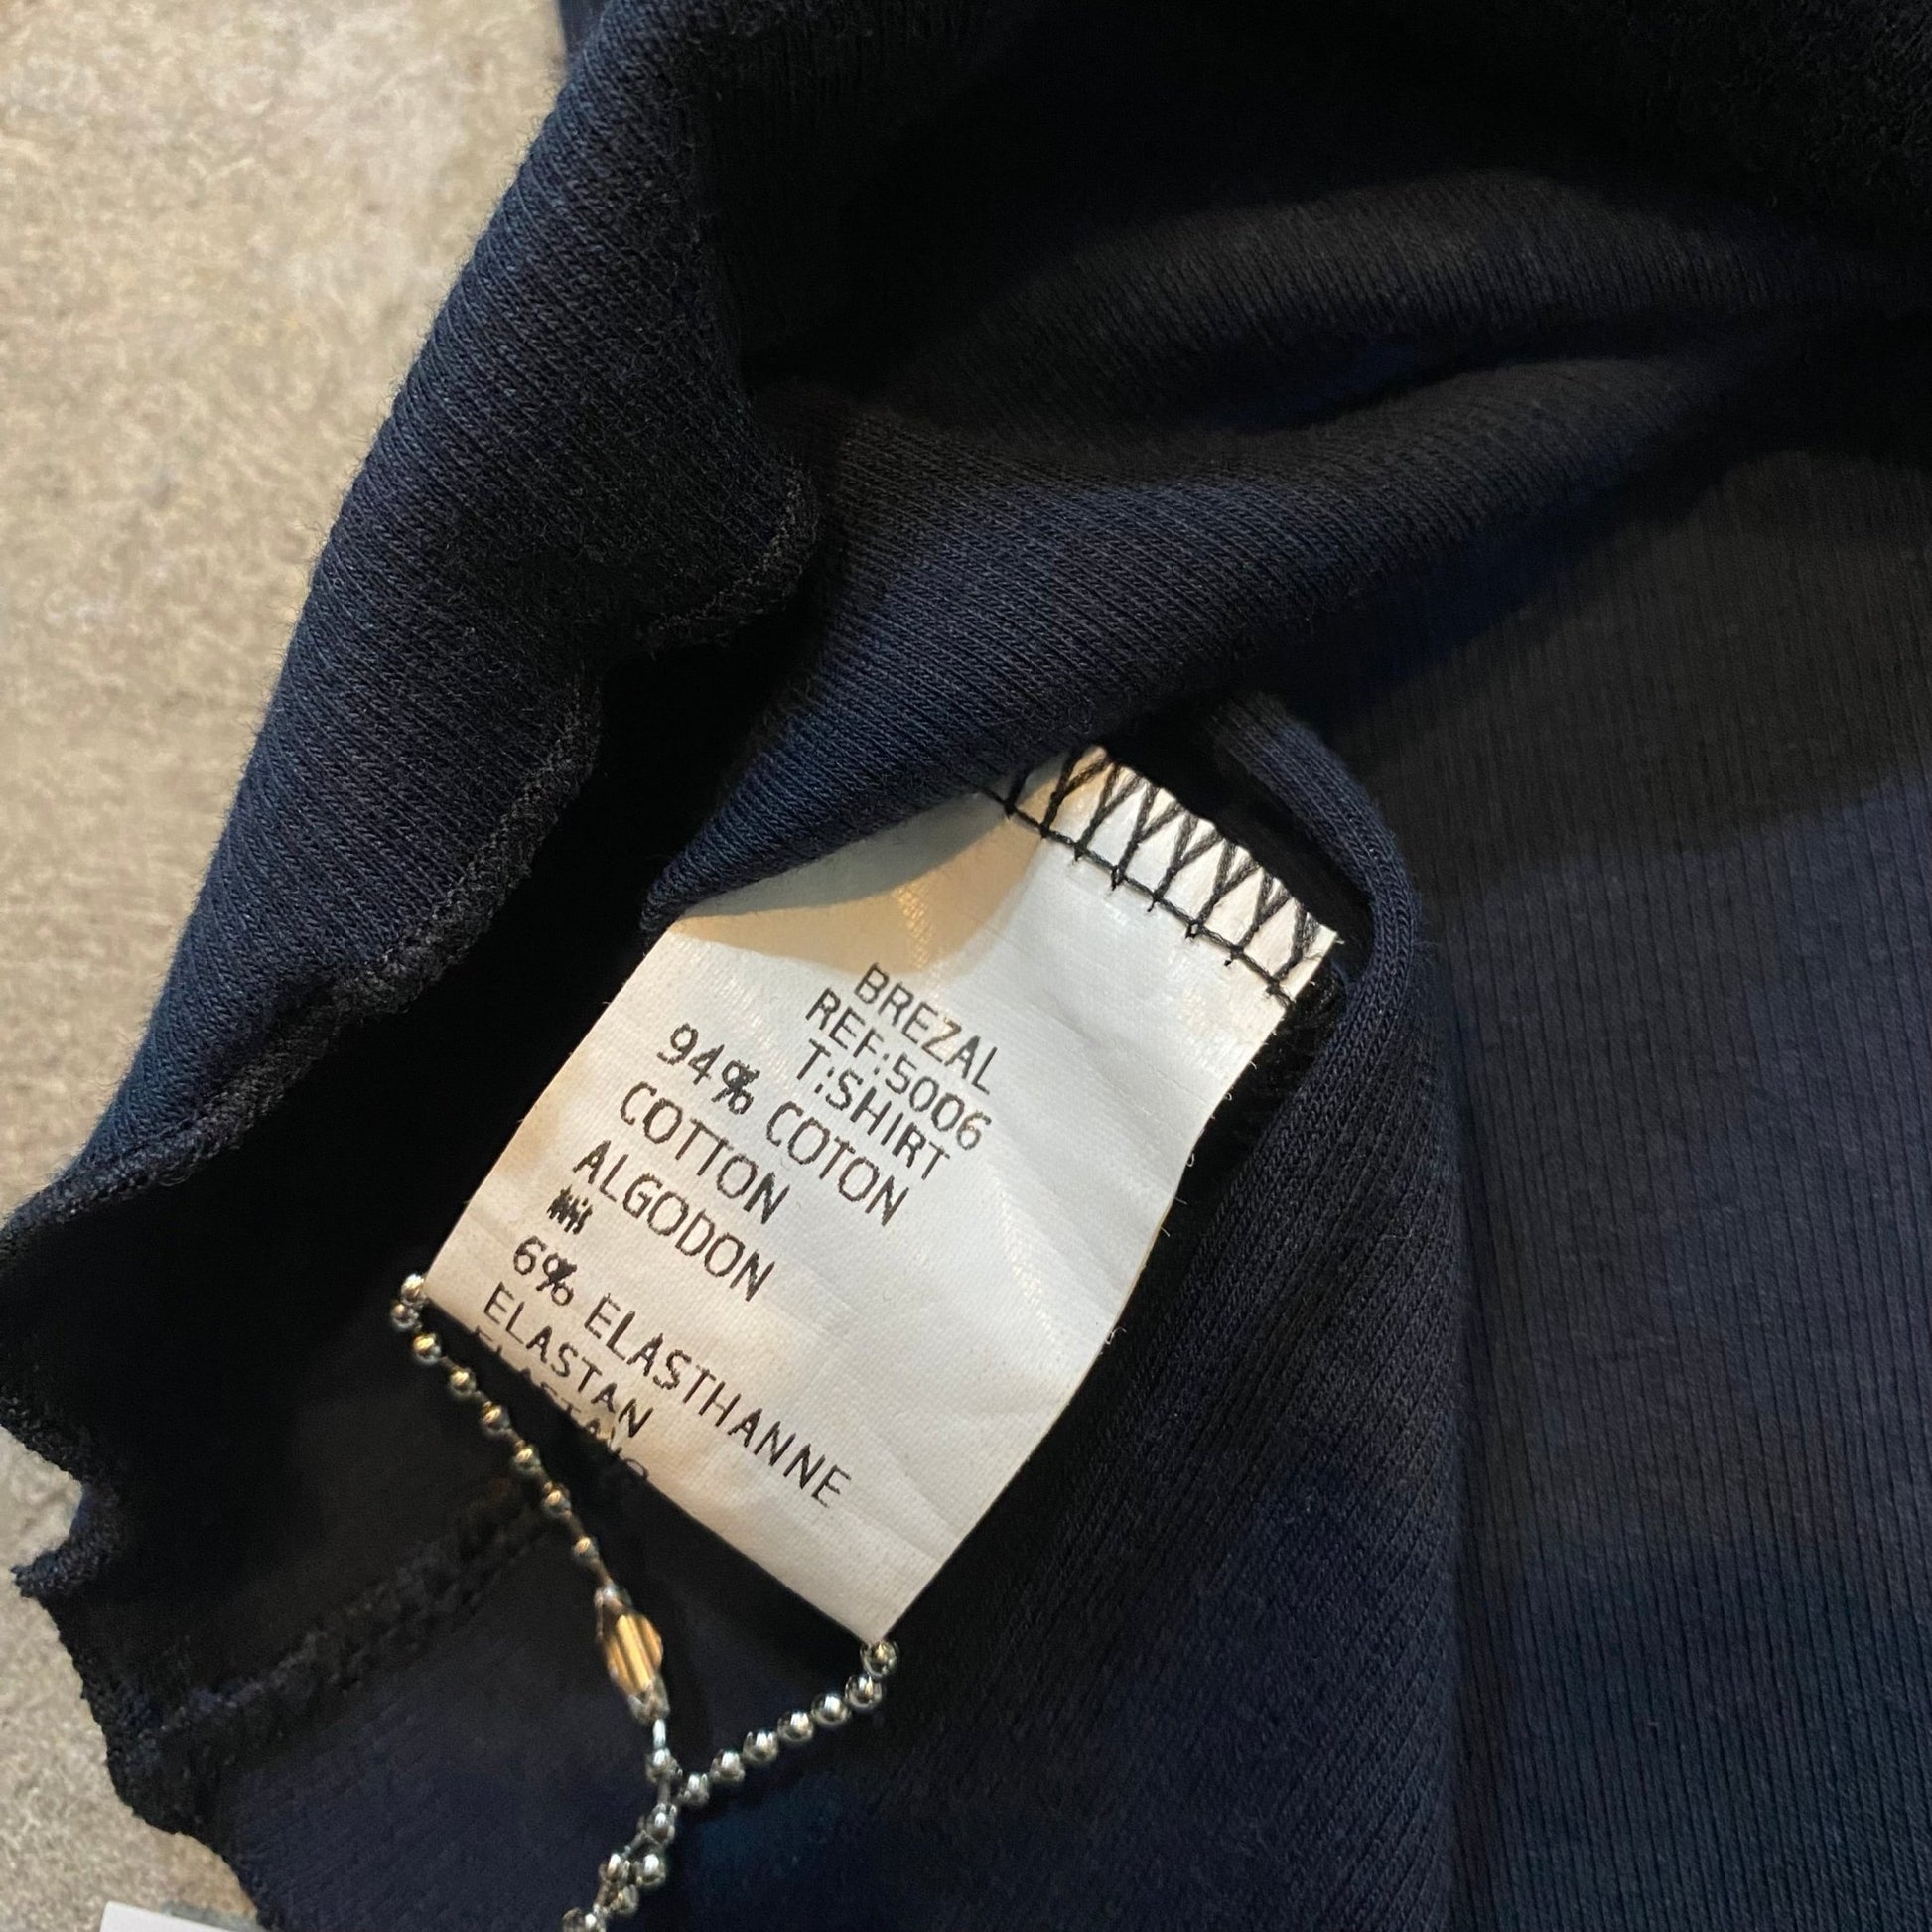 BREZAL
REF:5006
T:SHIRT
94% COTON
COTTON
ALGODON
6% ELASTHANNE
ELASTAN